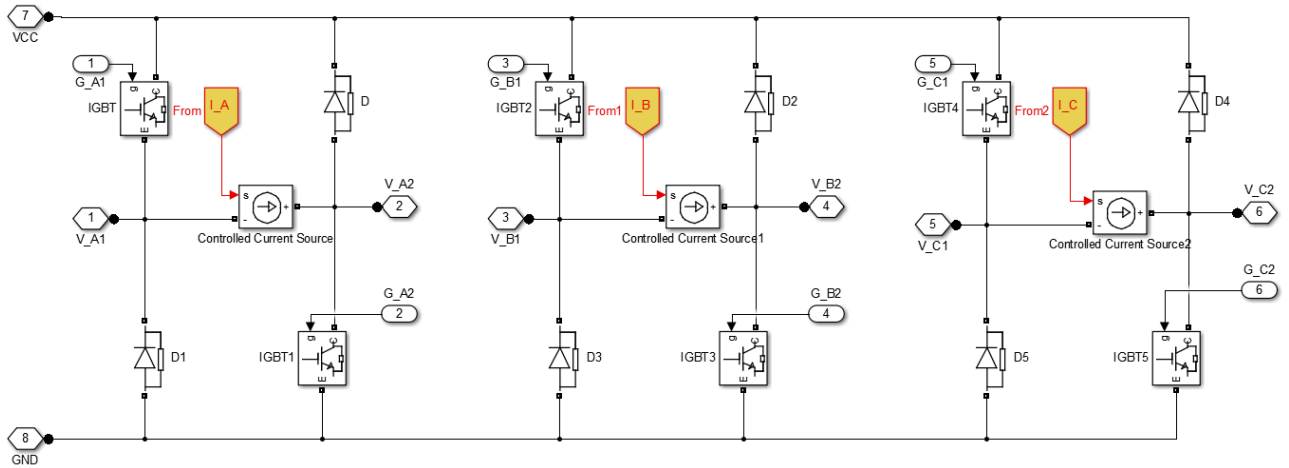 7
VCC
1
G_A1
g
C
E
IGBT
From
I_A
D
3
G_B1
g
C
E
IGBT2
From1
I_B
D2
5
G_C1
g
C
E
IGBT4
From2
I_C
D4
1
V_A1
s
-
+
Controlled Current Source
V_A2
2
3
V_B1
s
-
+
Controlled Current Source1
V_B2
4
5
V_C1
s
-
+
Controlled Current Source2
V_C2
6
D1
G_A2
2
g
C
E
IGBT1
D3
G_B2
4
g
C
E
IGBT3
D5
G_C2
6
g
C
E
IGBT5
8
GND